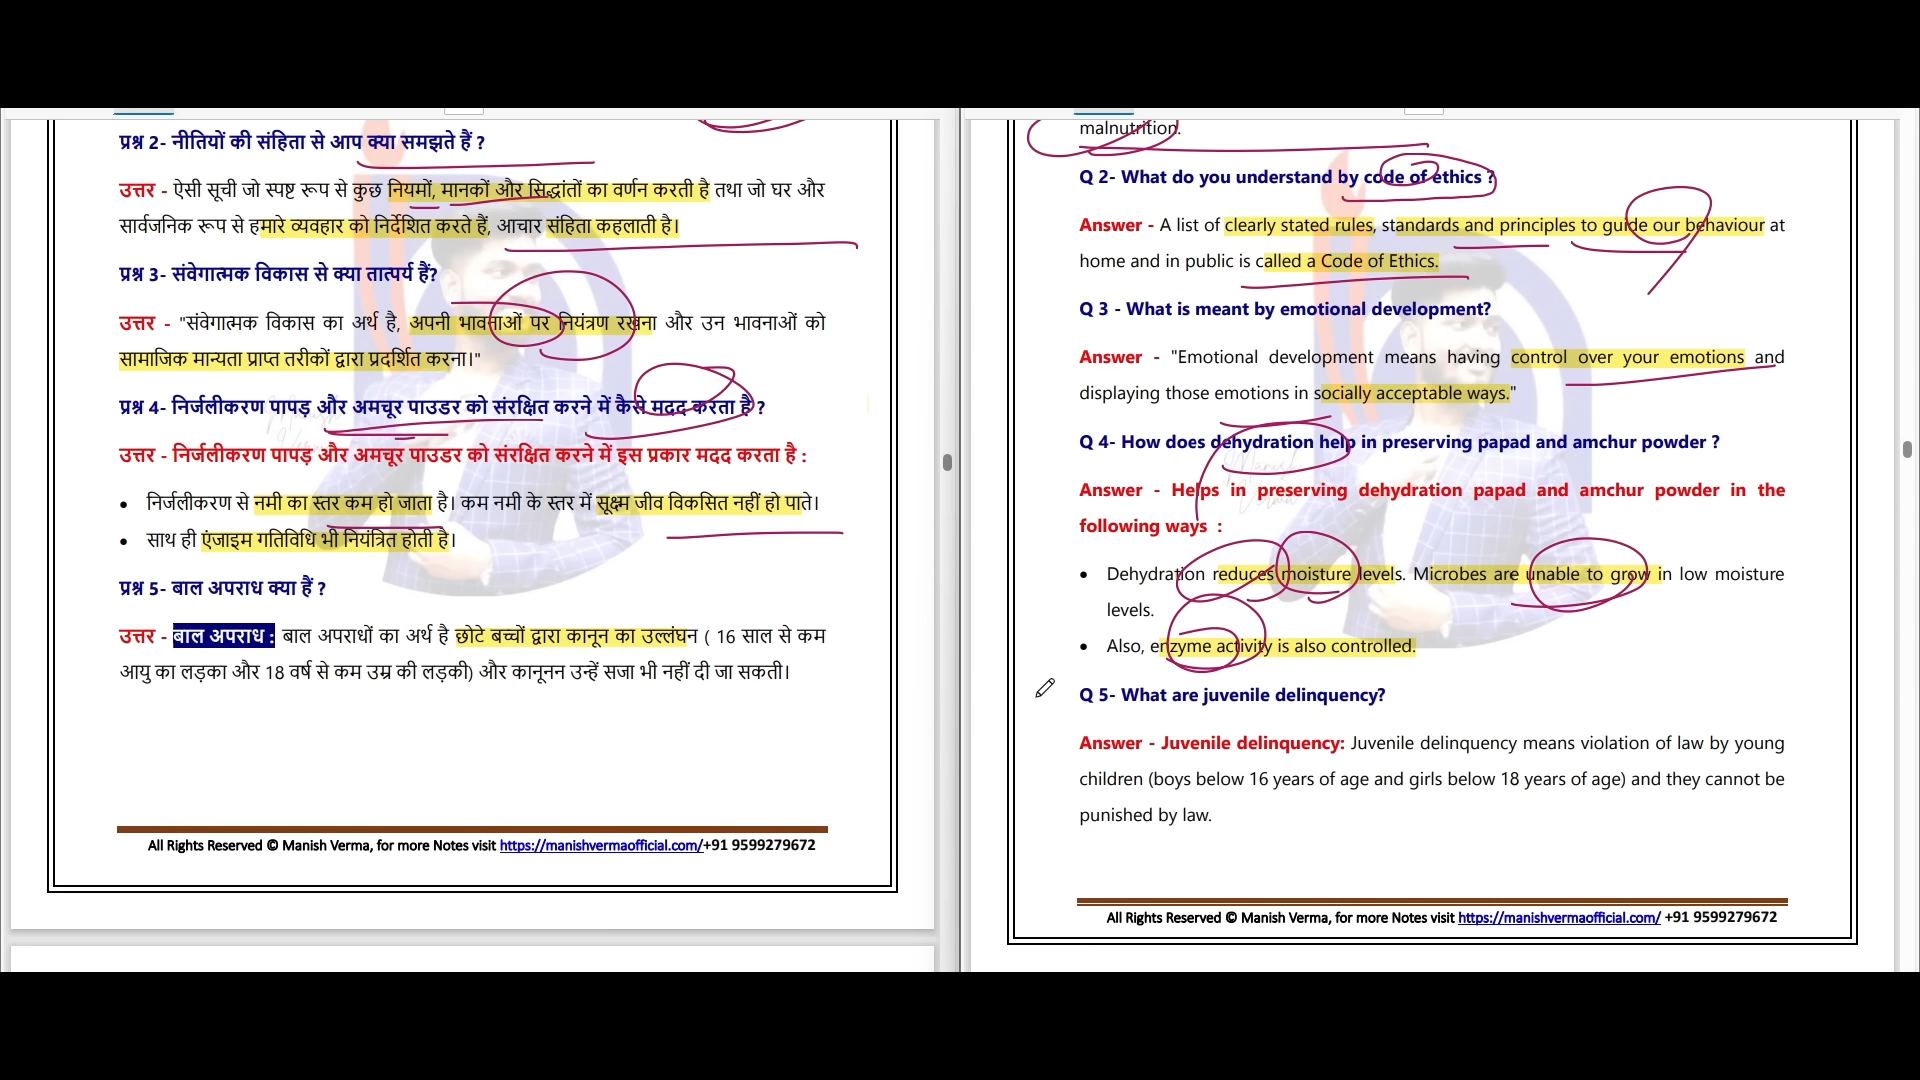 प्रश्न 2- नीतियों की संहिता से आप क्या समझते हैं ?
उत्तर - ऐसी सूची जो स्पष्ट रूप से कुछ नियमों, मानकों और सिद्धांतों का वर्णन करती है तथा जो घर और
सार्वजनिक रूप से हमारे व्यवहार को निर्देशित करते हैं, आचार संहिता कहलाती है।
प्रश्न 3- संवेगात्मक विकास से क्या तात्पर्य हैं?
उत्तर - "संवेगात्मक विकास का अर्थ है, अपनी भावनाओं पर नियंत्रण रखना और उन भावनाओं को
सामाजिक मान्यता प्राप्त तरीकों द्वारा प्रदर्शित करना।"
प्रश्न 4- निर्जलीकरण पापड़ और अमचूर पाउडर को संरक्षित करने में कैसे मदद करता है ?
उत्तर - निर्जलीकरण पापड़ और अमचूर पाउडर को संरक्षित करने में इस प्रकार मदद करता है :
• निर्जलीकरण से नमी का स्तर कम हो जाता है। कम नमी के स्तर में सूक्ष्म जीव विकसित नहीं हो पाते।
• साथ ही एंजाइम गतिविधि भी नियंत्रित होती है।
प्रश्न 5- बाल अपराध क्या हैं ?
उत्तर - बाल अपराध : बाल अपराधों का अर्थ है छोटे बच्चों द्वारा कानून का उल्लंघन ( 16 साल से कम
आयु का लड़का और 18 वर्ष से कम उम्र की लड़की) और कानूनन उन्हें सजा भी नहीं दी जा सकती।
All Rights Reserved © Manish Verma, for more Notes visit https://manishvermaofficial.com/+91 9599279672
malnutrition.
Q 2- What do you understand by code of ethics ?
Answer - A list of clearly stated rules, standards and principles to guide our behaviour at
home and in public is called a Code of Ethics.
Q 3 - What is meant by emotional development?
Answer - "Emotional development means having control over your emotions and
displaying those emotions in socially acceptable ways."
Q 4- How does dehydration help in preserving papad and amchur powder ?
Answer - Helps in preserving dehydration papad and amchur powder in the
following ways :
• Dehydration reduces moisture levels. Microbes are unable to grow in low moisture
levels.
• Also, enzyme activity is also controlled.
Q 5- What are juvenile delinquency?
Answer - Juvenile delinquency: Juvenile delinquency means violation of law by young
children (boys below 16 years of age and girls below 18 years of age) and they cannot be
punished by law.
All Rights Reserved © Manish Verma, for more Notes visit https://manishvermaofficial.com/ +91 9599279672